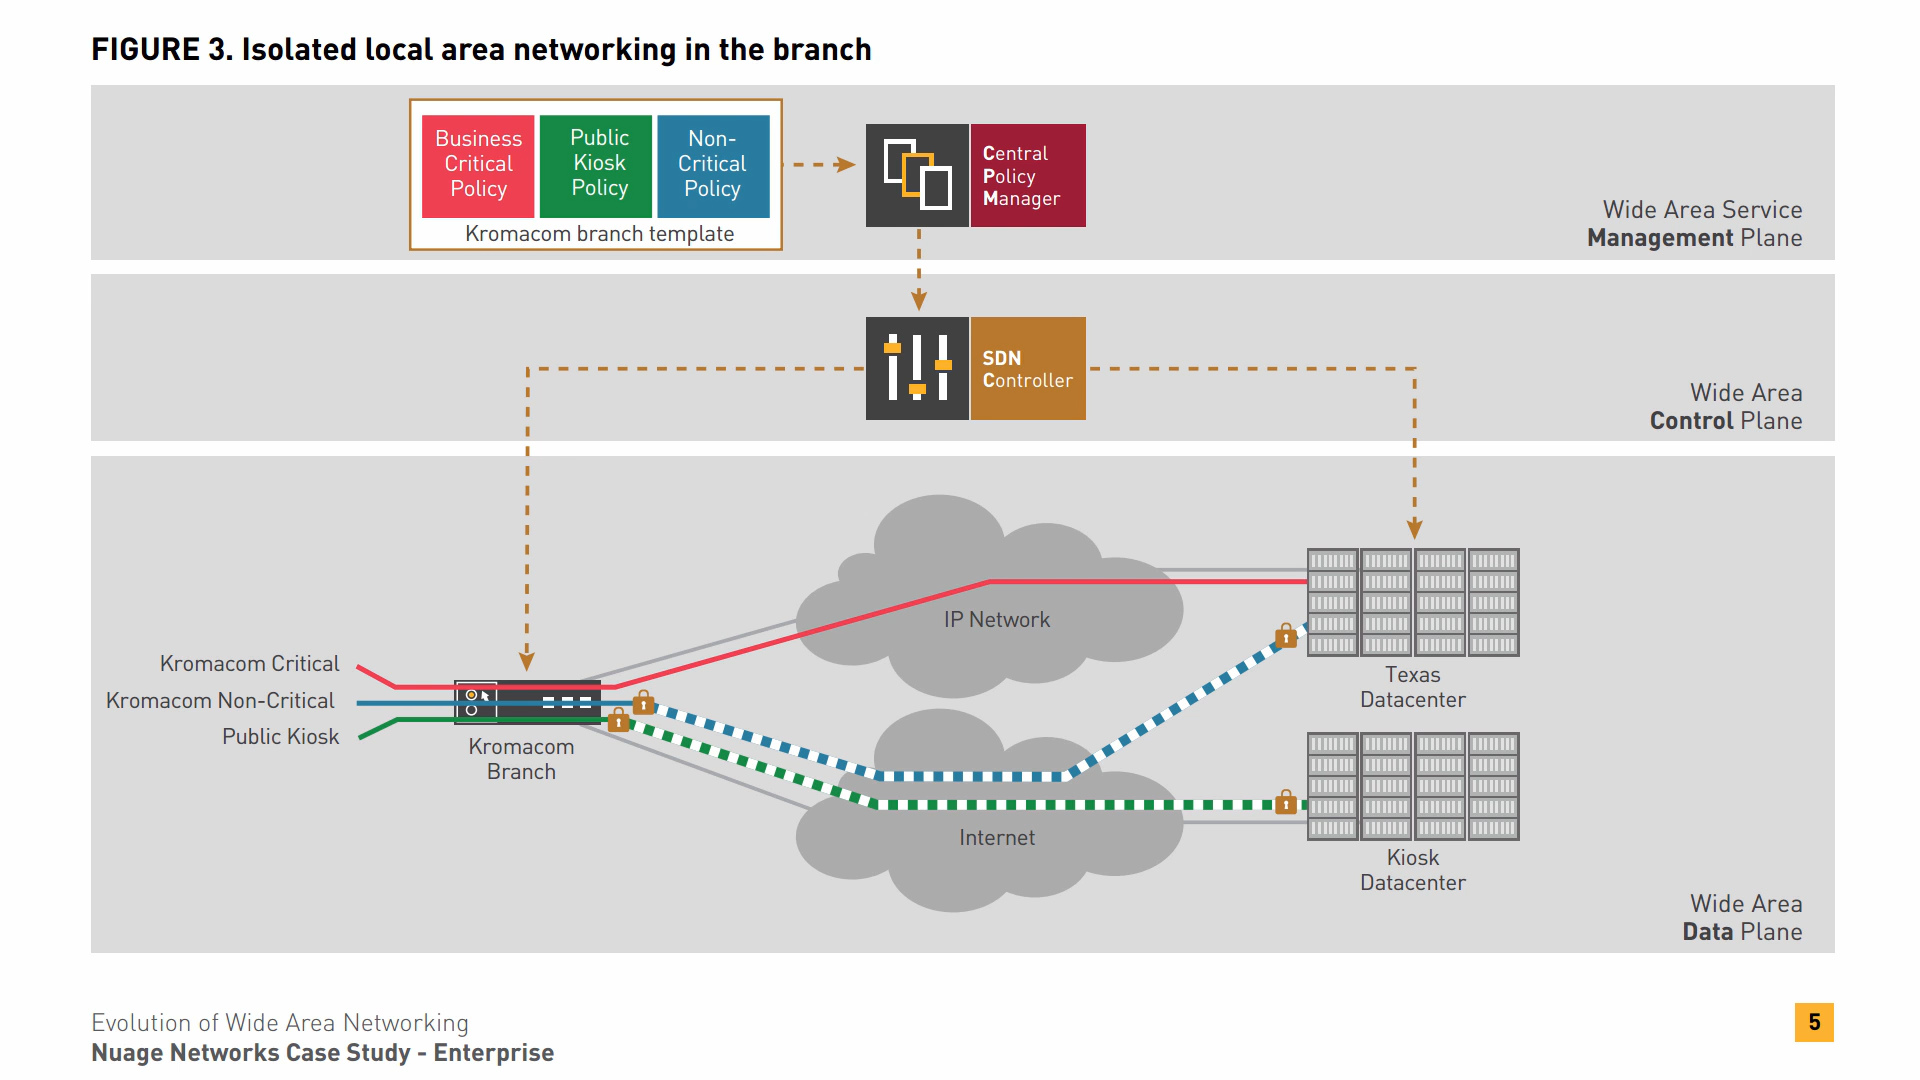 FIGURE 3. Isolated local area networking in the branch
Business
Critical
Policy
Public
Kiosk
Policy
Non-
Critical
Policy
Kromacom branch template
Central
Policy
Manager
Wide Area Service
Management Plane
SDN
Controller
Wide Area
Control Plane
IP Network
Kromacom Critical
Kromacom Non-Critical
Public Kiosk
Kromacom
Branch
Texas
Datacenter
Internet
Kiosk
Datacenter
Wide Area
Data Plane
Evolution of Wide Area Networking
Nuage Networks Case Study - Enterprise
5